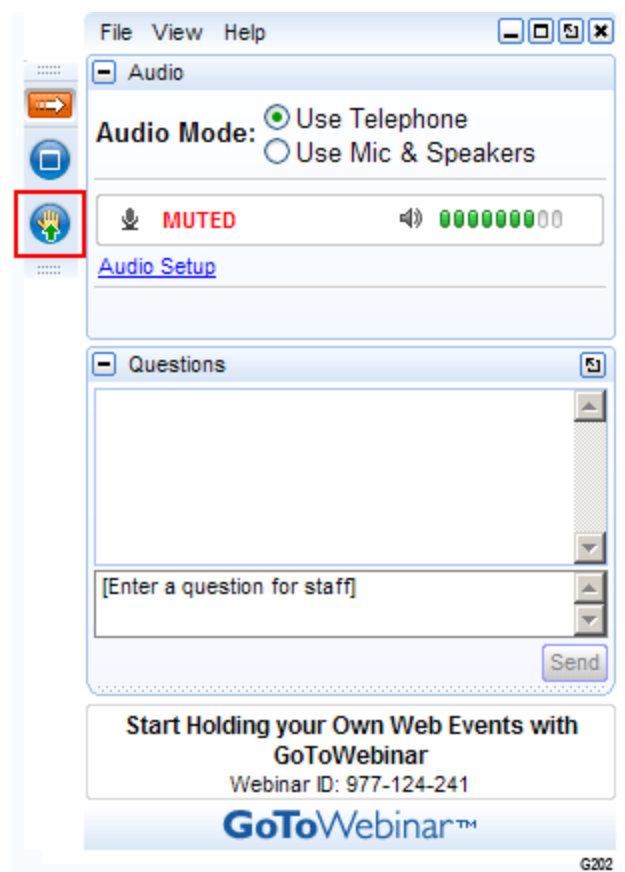 File View Help
Audio
Audio Mode:
Use Telephone
Use Mic & Speakers
MUTED
Audio Setup
Questions
[Enter a question for staff]
Send
Start Holding your Own Web Events with
GoToWebinar
Webinar ID: 977-124-241
GoToWebinar™
G202